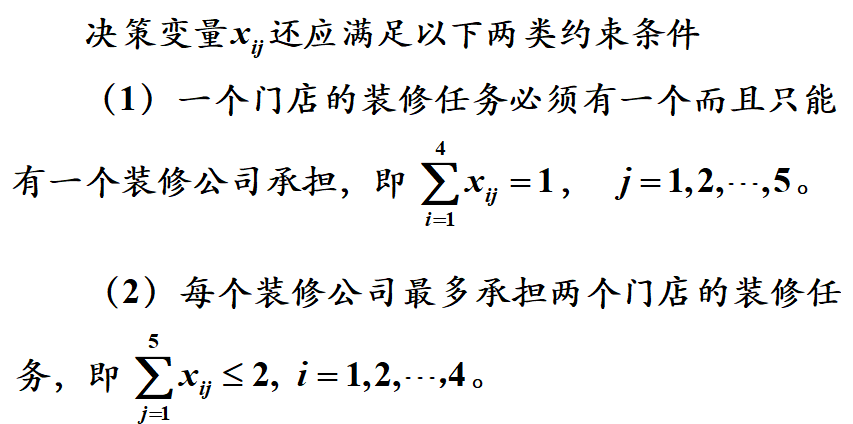 决策变量 $x_{ij}$ 还应满足以下两类约束条件
（1）一个门店的装修任务必须有一个而且只能
有一个装修公司承担，即 $\sum_{i=1}^{4} x_{ij} = 1$， $j = 1,2,\cdots,5$。
（2）每个装修公司最多承担两个门店的装修任
务，即 $\sum_{j=1}^{5} x_{ij} \leq 2, \ i = 1,2,\cdots,4$。